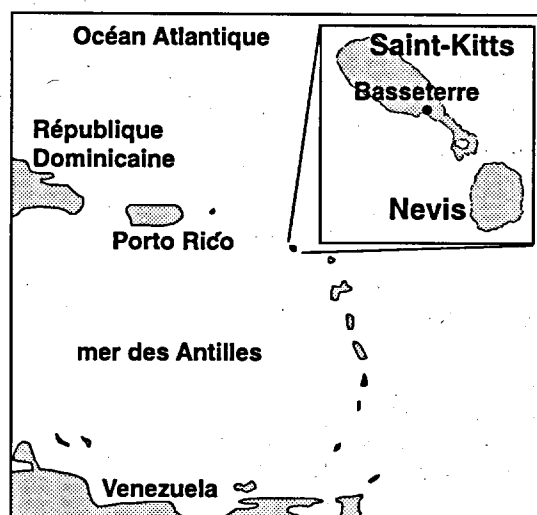 Océan Atlantique
Saint-Kitts
Basseterre
République
Dominicaine
Nevis
Porto Rico
mer des Antilles
Venezuela